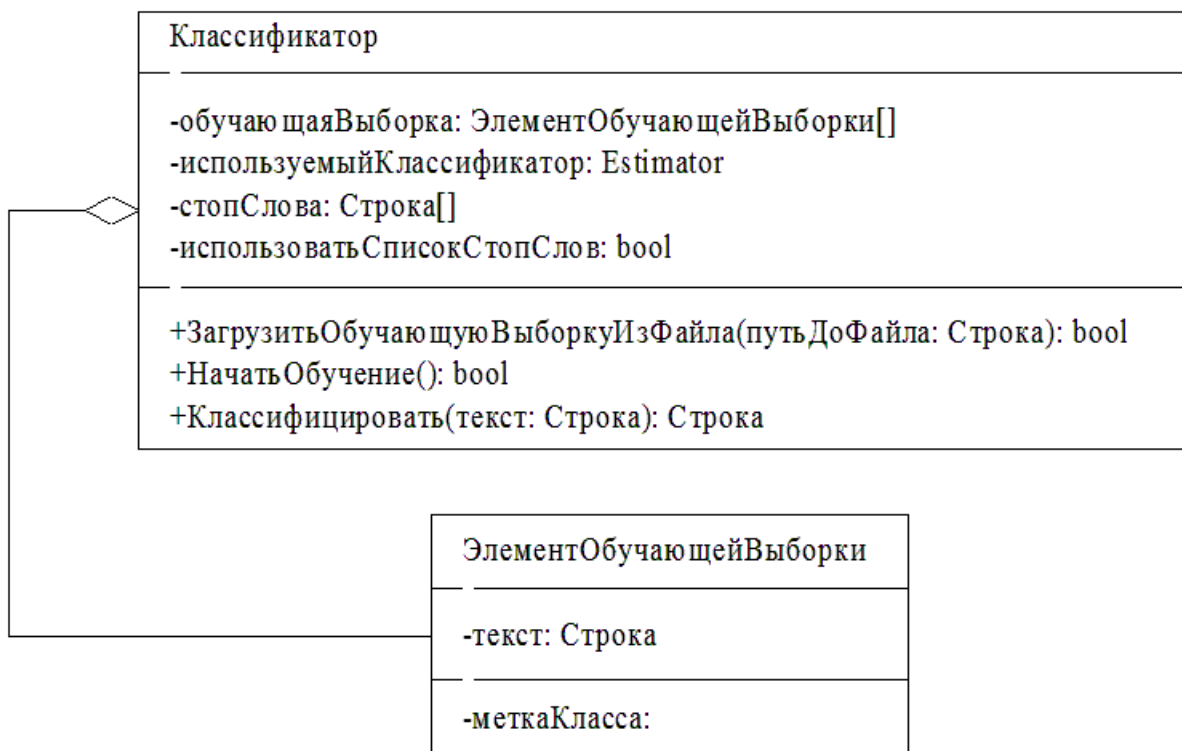 Классификатор
-обучающаяВыборка: ЭлементОбучающейВыборки[]
-используемыйКлассификатор: Estimator
-стопСлова: Строка[]
-использоватьСписокСтопСлов: bool
+ЗагрузитьОбучающуюВыборкуИзФайла(путьДоФайла: Строка): bool
+НачатьОбучение(): bool
+Классифицировать(текст: Строка): Строка
ЭлементОбучающейВыборки
-текст: Строка
-меткаКласса: